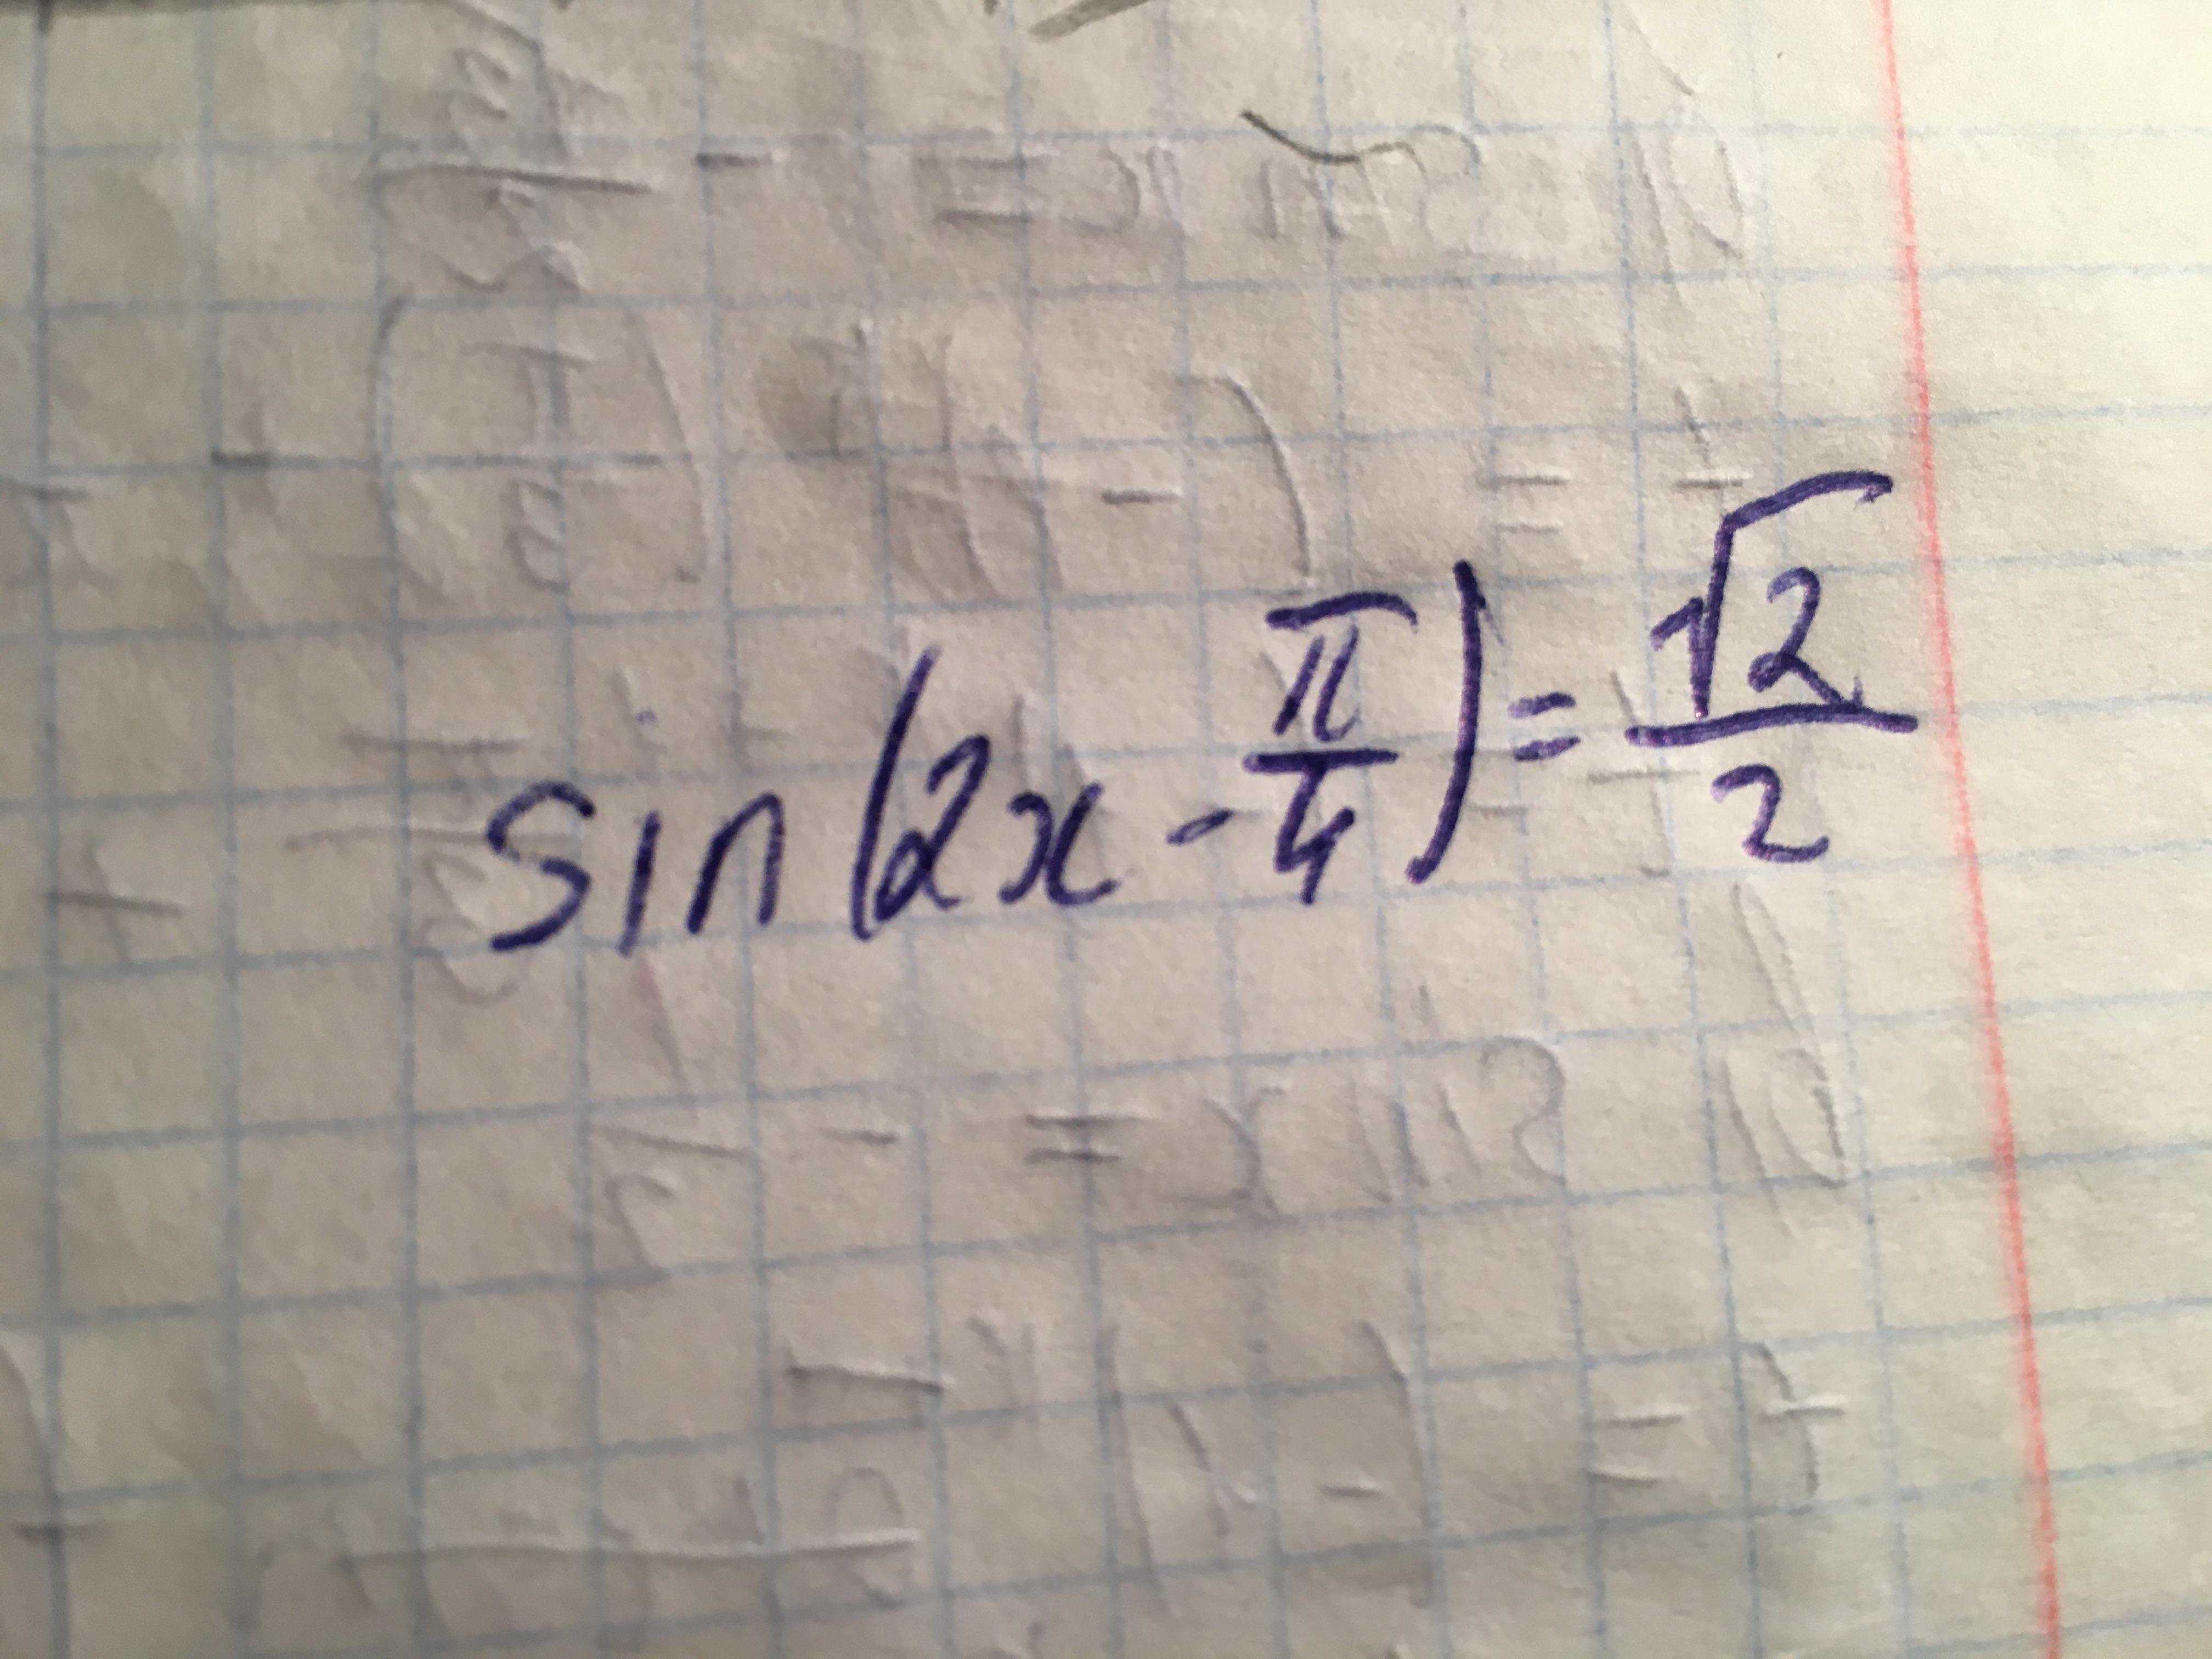 sin(2x - π/4) = √2/2